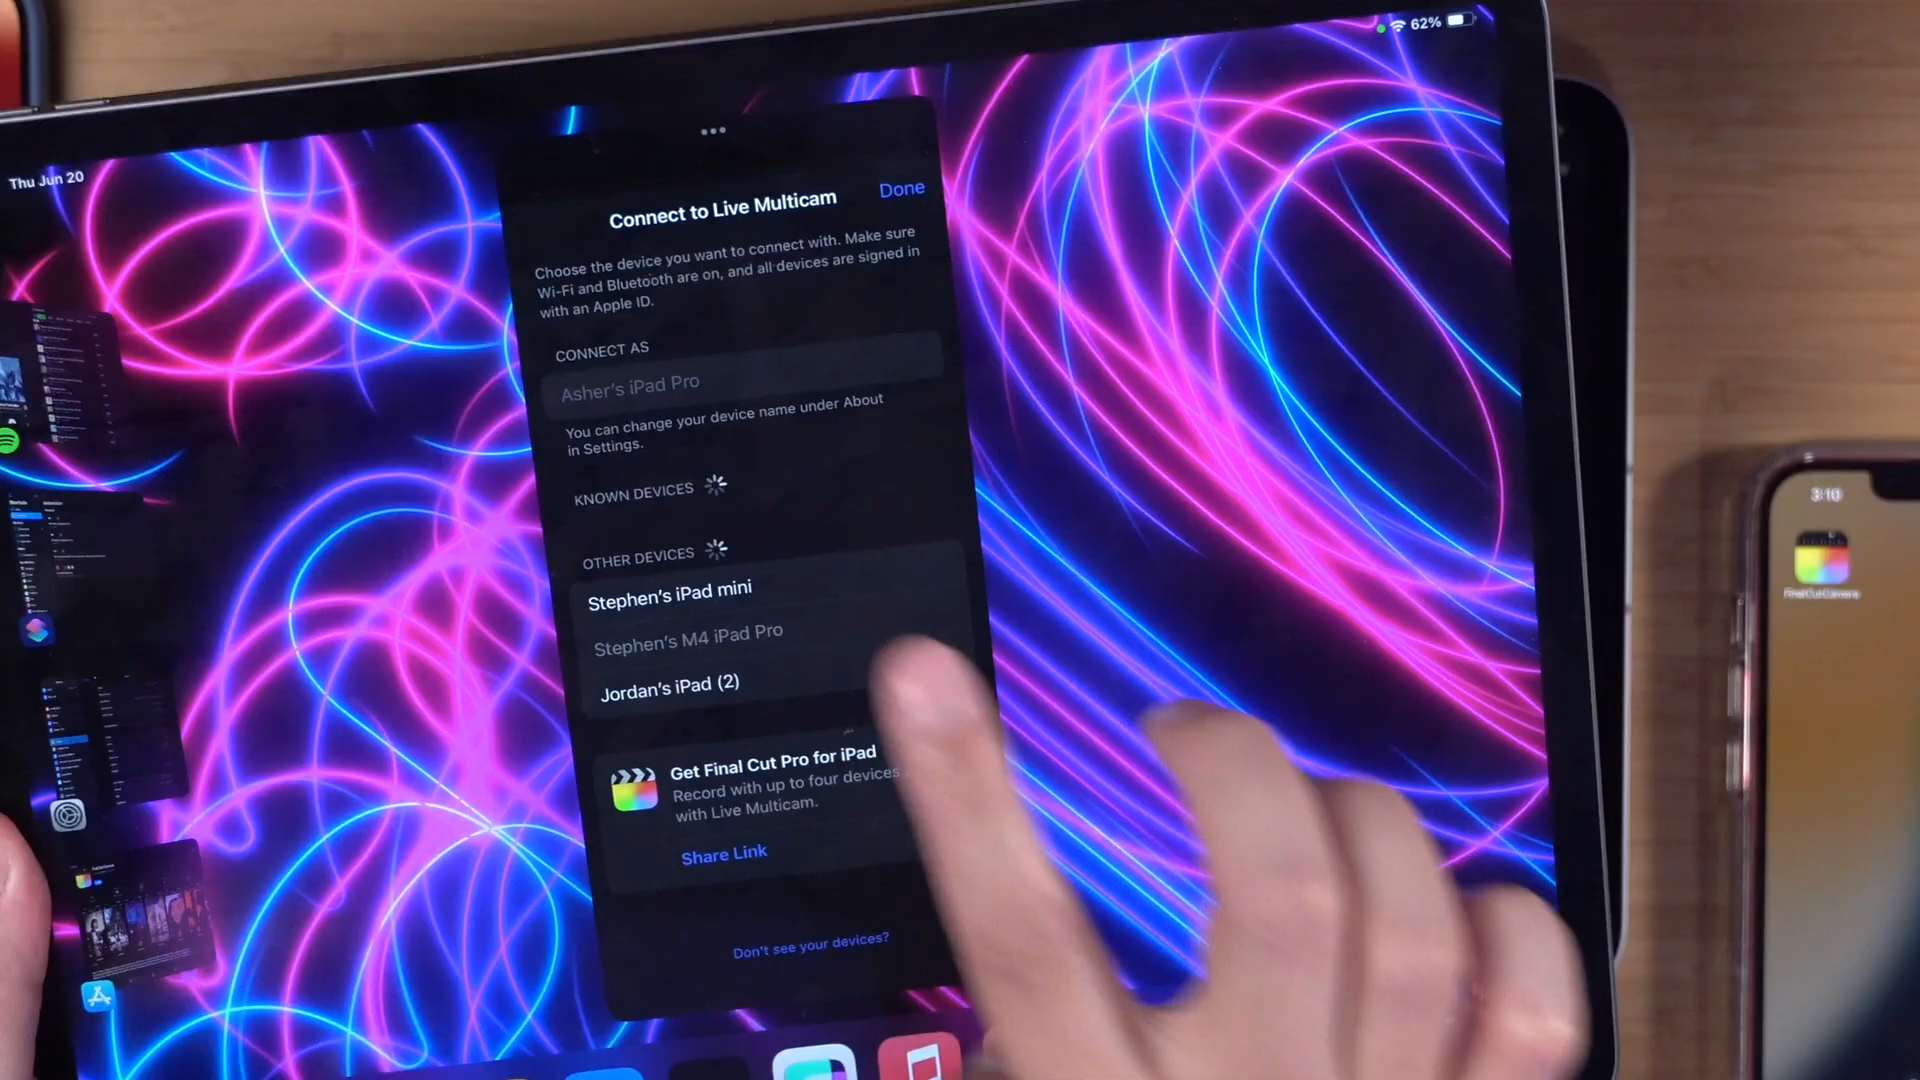 62%
Thu Jun 20
Done
Connect to Live Multicam
Choose the device you want to connect with. Make sure
Wi-Fi and Bluetooth are on, and all devices are signed in
with an Apple ID.
CONNECT AS
Asher's iPad Pro
You can change your device name under About
in Settings.
KNOWN DEVICES
OTHER DEVICES
Stephen's iPad mini
Stephen's M4 iPad Pro
Jordan's iPad (2)
Get Final Cut Pro for iPad
Record with up to four devices
with Live Multicam.
Share Link
Don't see your devices?
3:10
Final Cut Camera